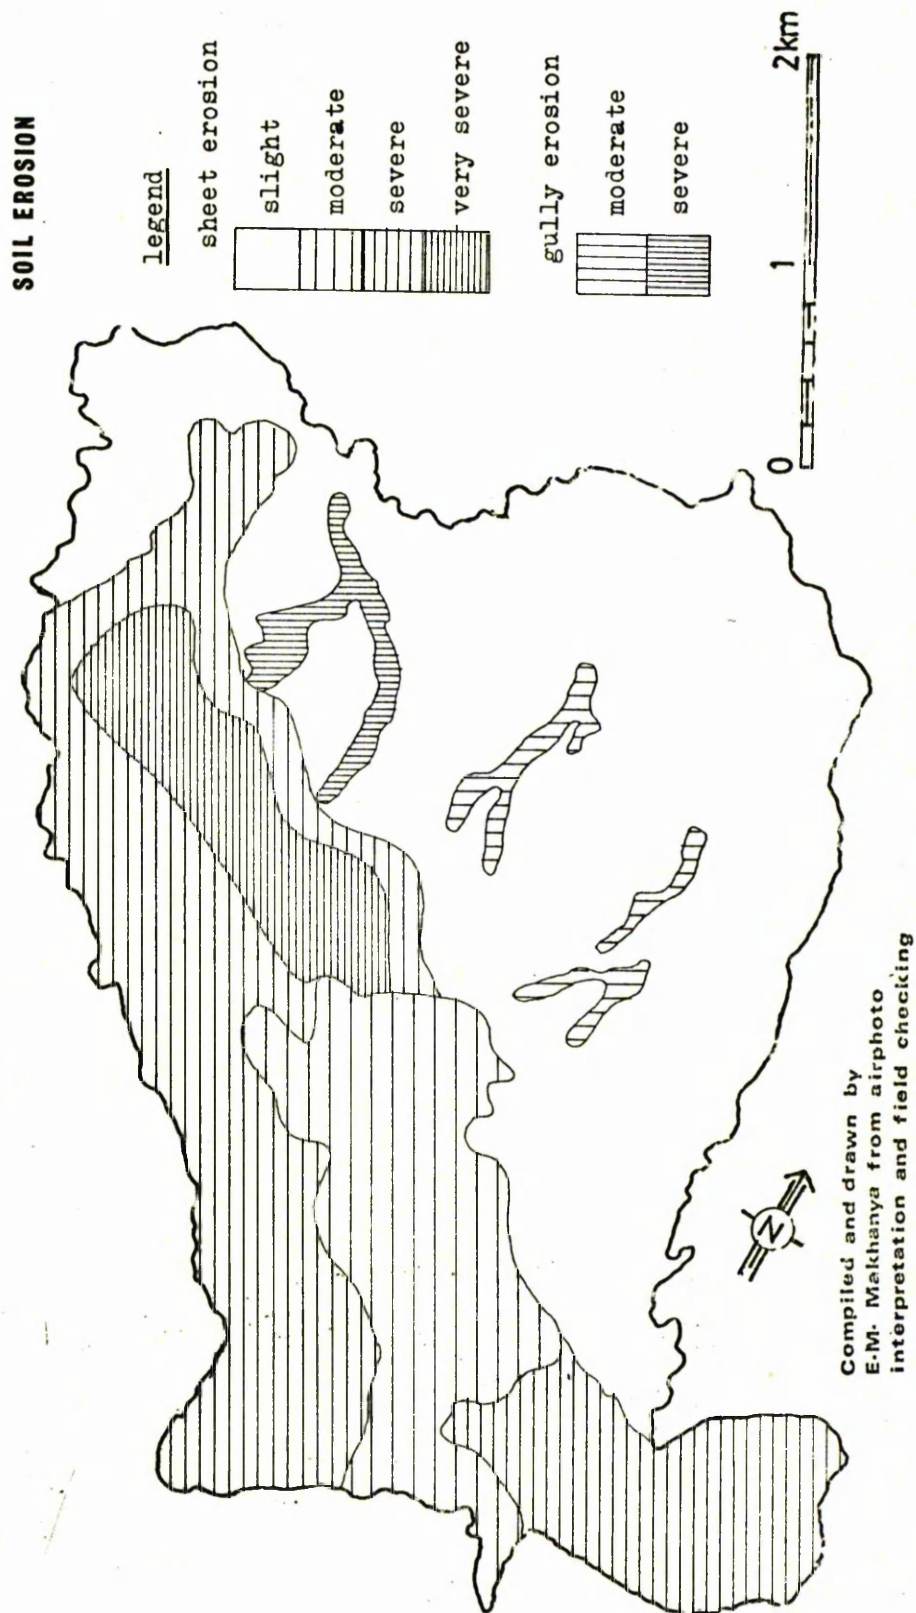 SOIL EROSION
legend
sheet erosion
slight
moderate
severe
very severe
gully erosion
moderate
severe
0 1 2km
N
Compiled and drawn by
E·M· Makhanya from airphoto
interpretation and field checking